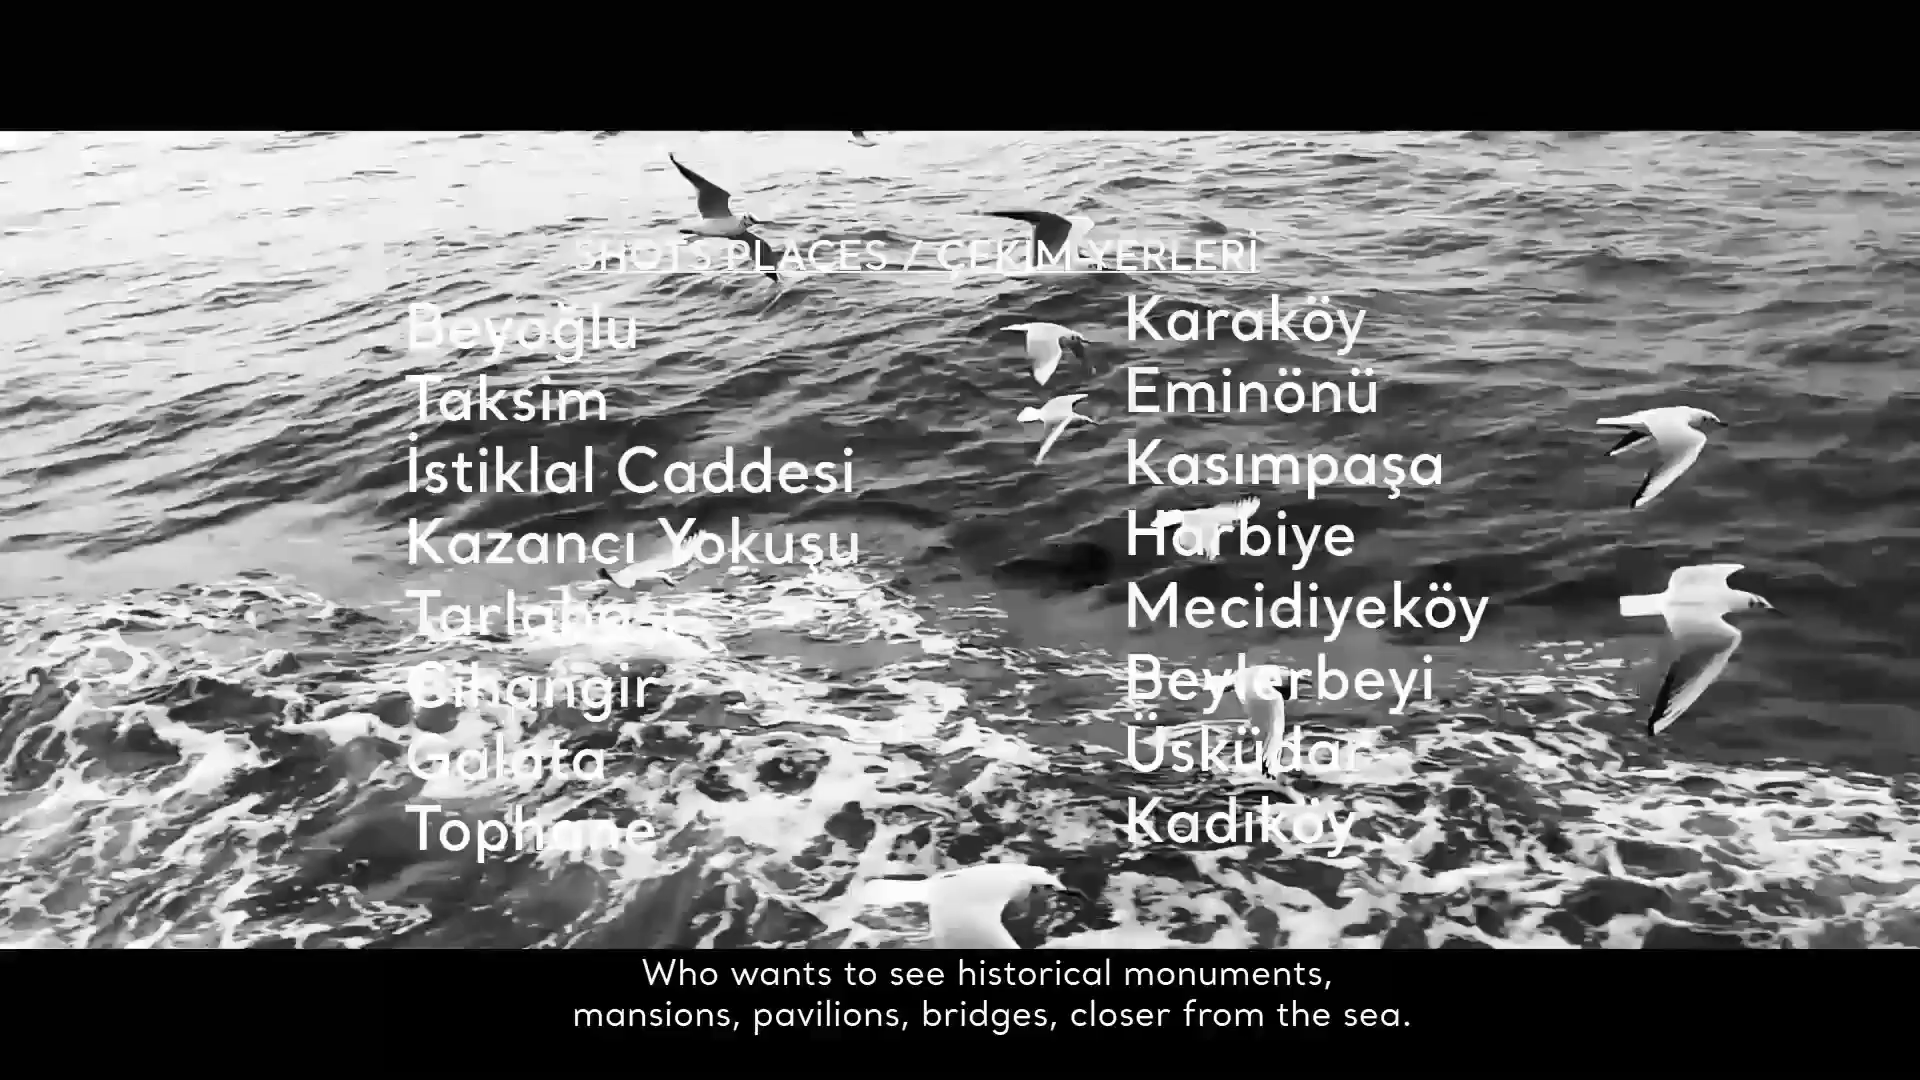 SHOTS PLACES / ÇEKİM YERLERİ
Beyoğlu
Taksim
İstiklal Caddesi
Kazancı Yokuşu
Tarlabaşı
Cihangir
Galata
Tophane
Karaköy
Eminönü
Kasımpaşa
Harbiye
Mecidiyeköy
Beylerbeyi
Üsküdar
Kadıköy
Who wants to see historical monuments,
mansions, pavilions, bridges, closer from the sea.